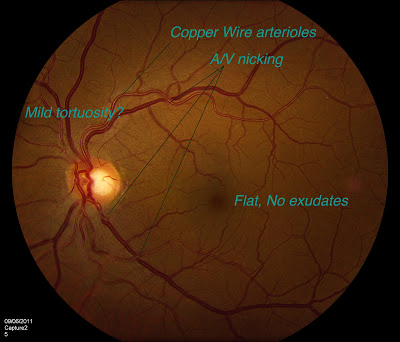 Copper Wire arterioles
A/V nicking
Mild tortuosity?
Flat, No exudates
09/06/2011
Capture2
5